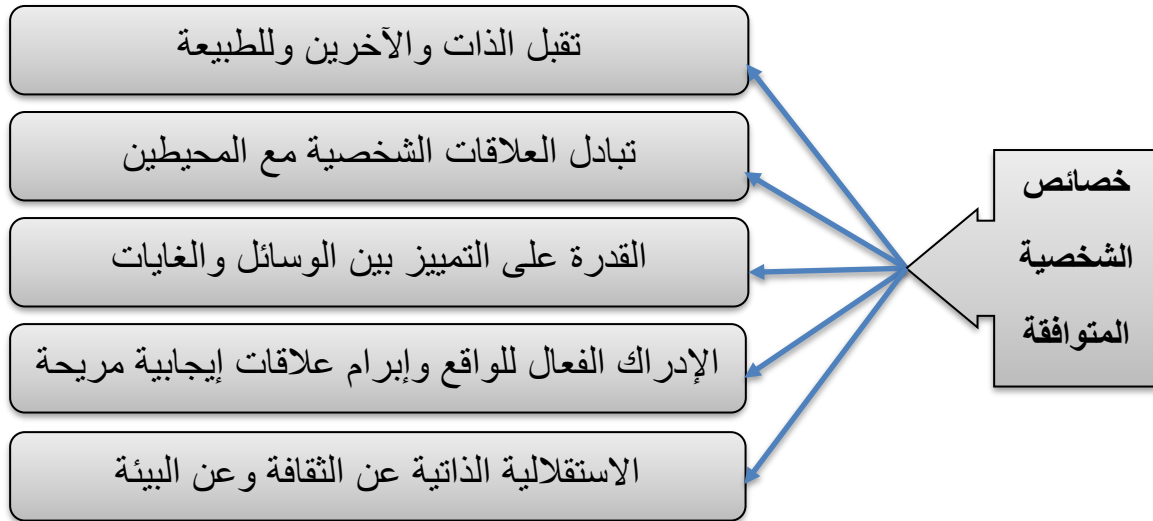 خصائص
الشخصية
المتوافقة
تقبل الذات والآخرين وللطبيعة
تبادل العلاقات الشخصية مع المحيطين
القدرة على التمييز بين الوسائل والغايات
الإدراك الفعال للواقع وإبرام علاقات إيجابية مريحة
الاستقلالية الذاتية عن الثقافة وعن البيئة